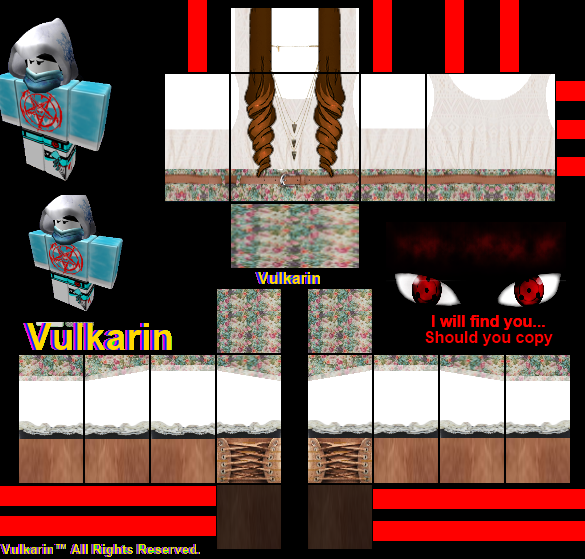 Vulkarin
Vulkarin
I will find you...
Should you copy
Vulkarin™ All Rights Reserved.